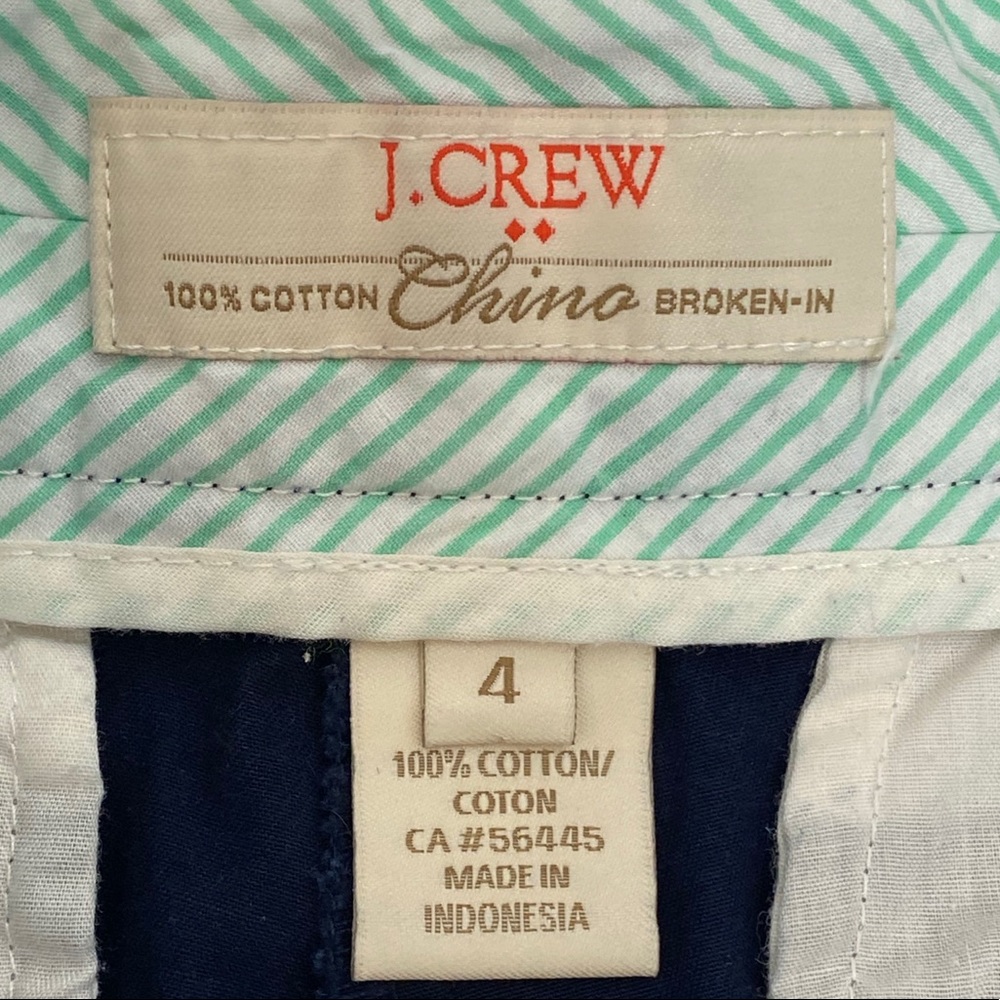 J.CREW
100% COTTON Chino BROKEN-IN
4
100% COTTON/
COTON
CA #56445
MADE IN
INDONESIA